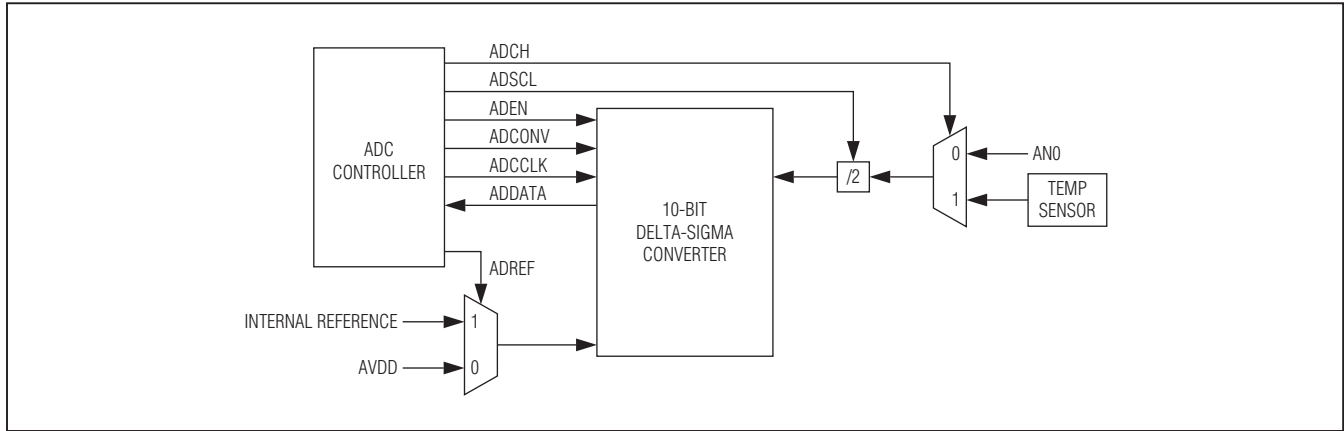 ADCH
ADSCL
ADEN
ADCONV
ADCCLK
ADDATA
ADC
CONTROLLER
10-BIT
DELTA-SIGMA
CONVERTER
/2
0
1
AN0
TEMP
SENSOR
ADREF
INTERNAL REFERENCE
1
AVDD
0